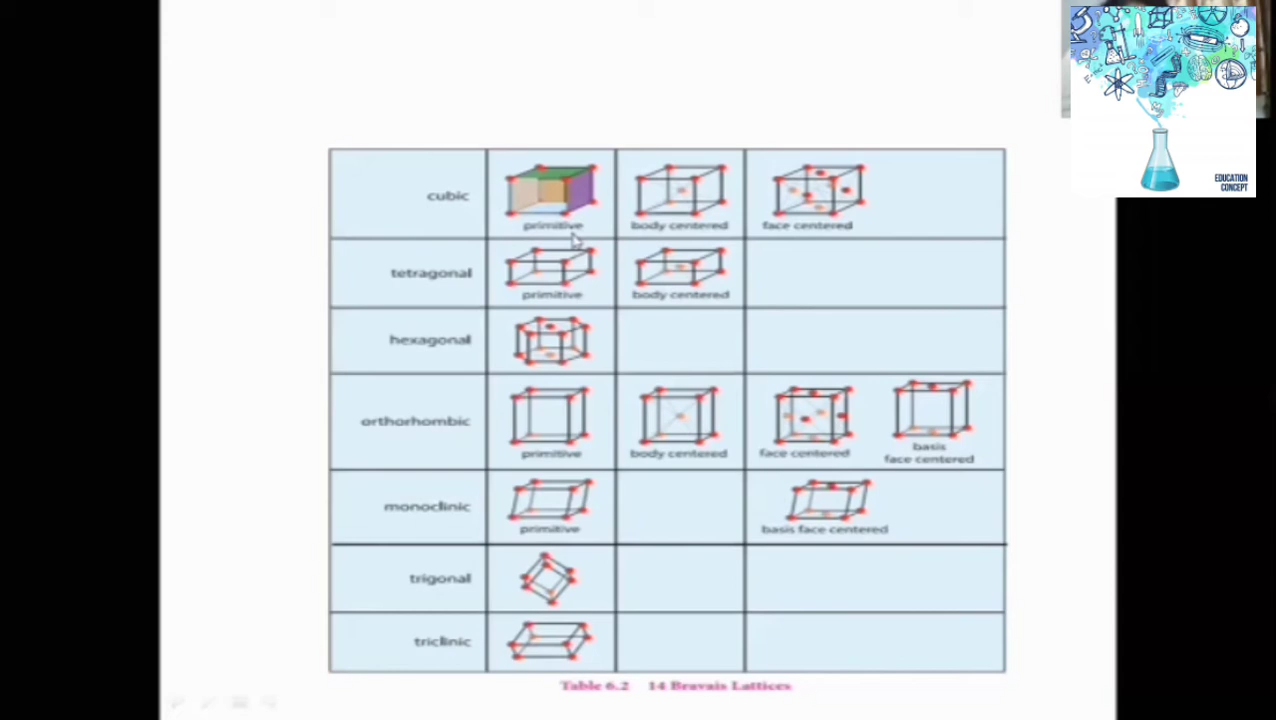 EDUCATION
CONCEPT
cubic
primitive
body centered
face centered
tetragonal
primitive
body centered
hexagonal
orthorhombic
primitive
body centered
face centered
basis
face centered
monoclinic
primitive
basis face centered
trigonal
triclinic
Table 6.2 14 Bravais Lattices